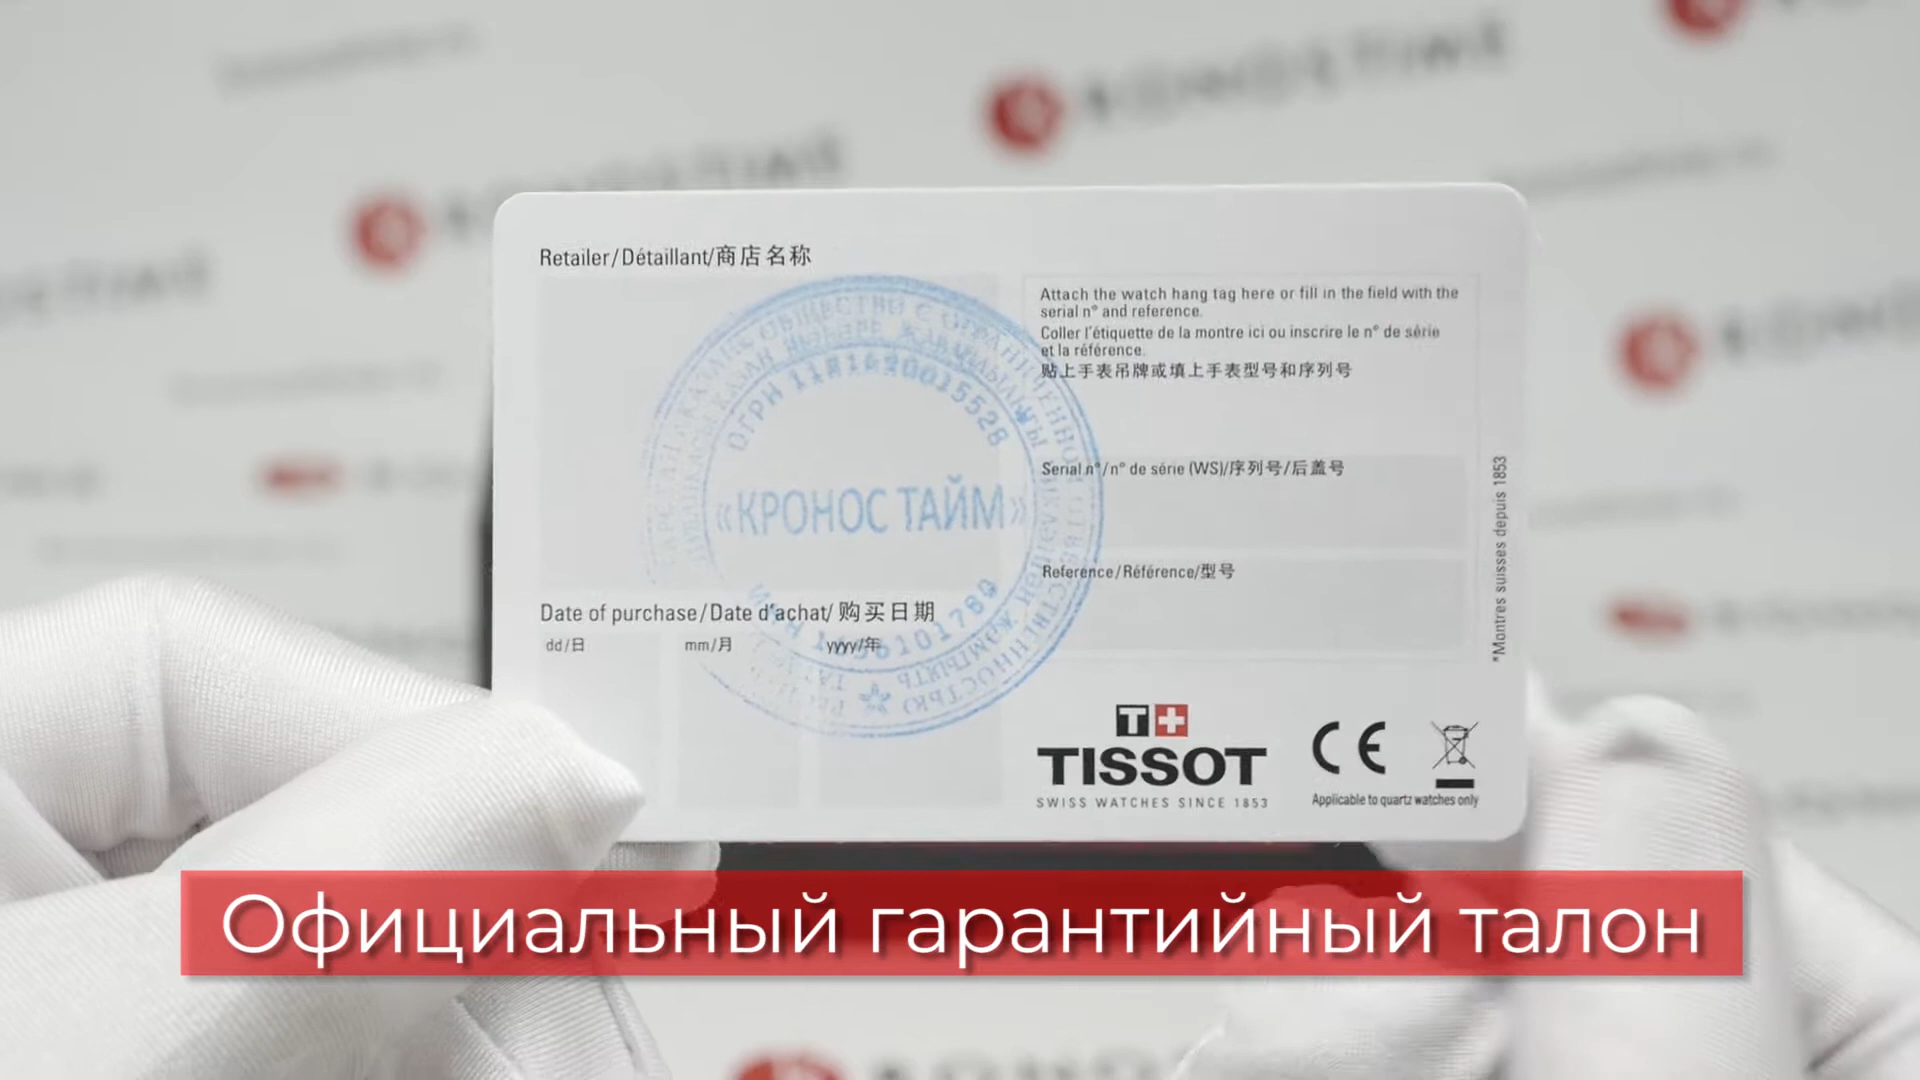 Retailer/Détaillant/商店名称
Attach the watch hang tag here or fill in the field with the
serial n° and reference.
Coller l'étiquette de la montre ici ou inscrire le n° de série
et la référence.
贴上手表吊牌或填上手表型号和序列号
ОГРН 1181690015528
«КРОНОС ТАЙМ»
Serial n°/n° de série (WS)/序列号/后盖号
Reference/Référence/型号
*Montres suisses depuis 1853
Date of purchase/Date d'achat/购买日期
dd/日 mm/月 yyyy/年
T+
TISSOT
SWISS WATCHES SINCE 1853
CE
Applicable to quartz watches only
Официальный гарантийный талон